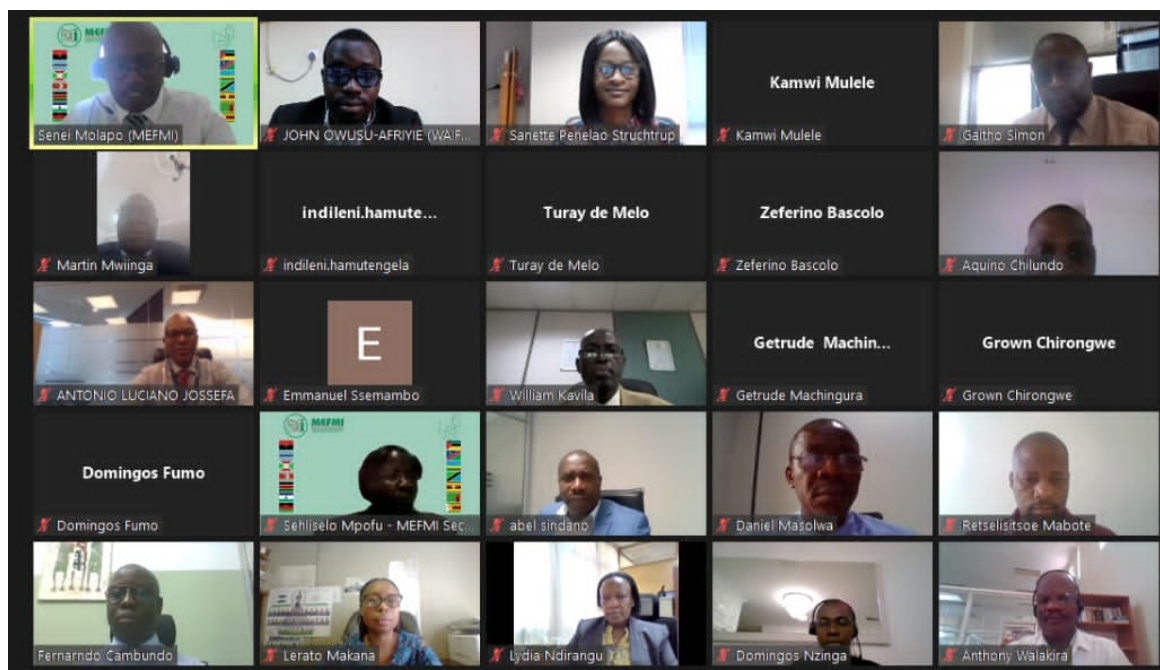 MEFMI
Senei Molapo (MEFMI)
JOHN OWUSU-AFRIYIE (WAIF...
Sanette Penelao Struchtrup
Kamwi Mulele
Kamwi Mulele
Gaitho Simon
Martin Mwiinga
indileni.hamute...
indileni.hamutengela
Turay de Melo
Turay de Melo
Zeferino Bascolo
Zeferino Bascolo
Aquino Chilundo
ANTONIO LUCIANO JOSSEFA
E
Emmanuel Ssemambo
William Kavila
Getrude Machin...
Getrude Machingura
Grown Chirongwe
Grown Chirongwe
Domingos Fumo
Domingos Fumo
MEFMI
Sehliselo Mpofu - MEFMI Sec...
abel sindano
Daniel Masolwa
Retselisitsoe Mabote
Fernarndo Cambundo
Lerato Makana
Lydia Ndirangu
Domingos Nzinga
Anthony Walakira